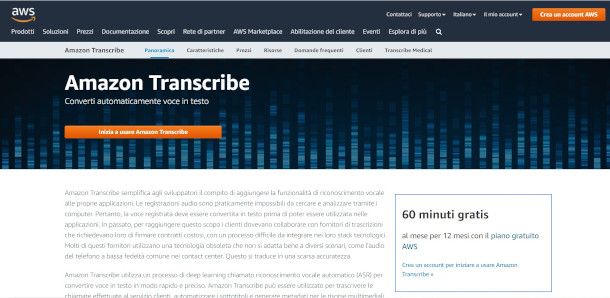 aws
Contattaci Supporto Italiano Il mio account Crea un account AWS
Prodotti Soluzioni Prezzi Documentazione Scopri Rete di partner AWS Marketplace Abilitazione del cliente Eventi Esplora di più
Amazon Transcribe Panoramica Caratteristiche Prezzi Risorse Domande frequenti Clienti Transcribe Medical
Amazon Transcribe
Converti automaticamente voce in testo
Inizia a usare Amazon Transcribe
Amazon Transcribe semplifica agli sviluppatori il compito di aggiungere la funzionalità di riconoscimento vocale
alle proprie applicazioni. Le registrazioni audio sono praticamente impossibili da cercare e analizzare tramite i
computer. Pertanto, la voce registrata deve essere convertita in testo prima di poter essere utilizzata nelle
applicazioni. In passato, per raggiungere questo scopo i clienti dovevano collaborare con fornitori di trascrizioni
che richiedevano loro di firmare contratti costosi, con un processo difficile da integrare nei loro stack tecnologici.
Molti di questi fornitori utilizzano una tecnologia obsoleta che non si adatta bene a diversi scenari, come l'audio
del telefono a bassa fedeltà comune nei contact center. Questo si traduce in una scarsa accuratezza.
Amazon Transcribe utilizza un processo di deep learning chiamato riconoscimento vocale automatico (ASR) per
convertire voce in testo in modo rapido e preciso. Amazon Transcribe può essere utilizzato per trascrivere le
chiamate effettuate al servizio clienti, automatizzare i sottotitoli e generare metadati per le risorse multimediali
60 minuti gratis
al mese per 12 mesi con il piano gratuito
AWS
Crea un account per iniziare a usare Amazon
Transcribe »